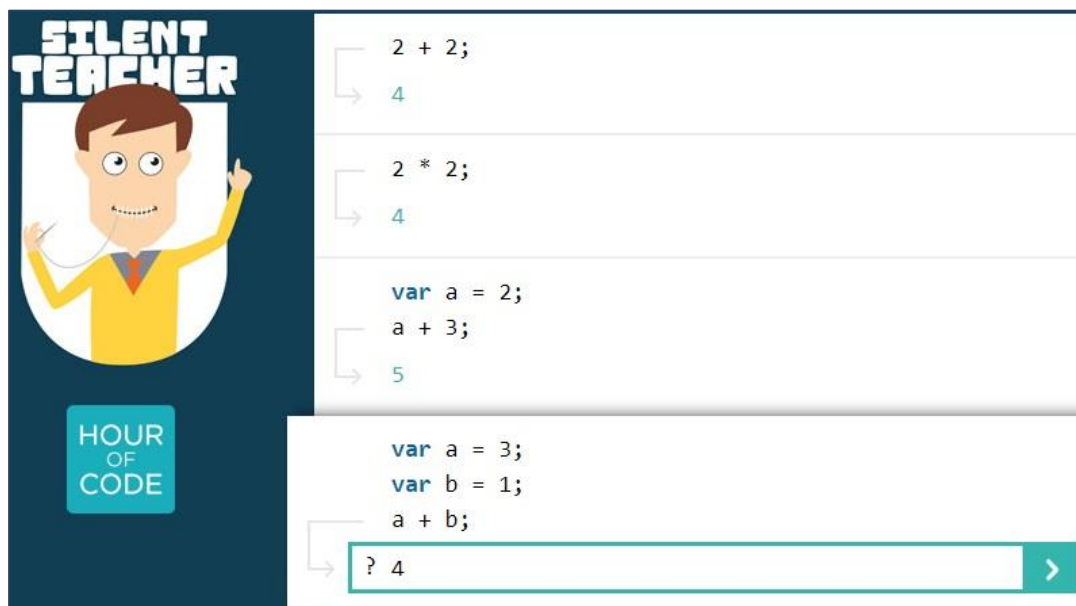 SILENT
TEACHER
HOUR
OF
CODE
2 + 2;
4
2 * 2;
4
var a = 2;
a + 3;
5
var a = 3;
var b = 1;
a + b;
? 4